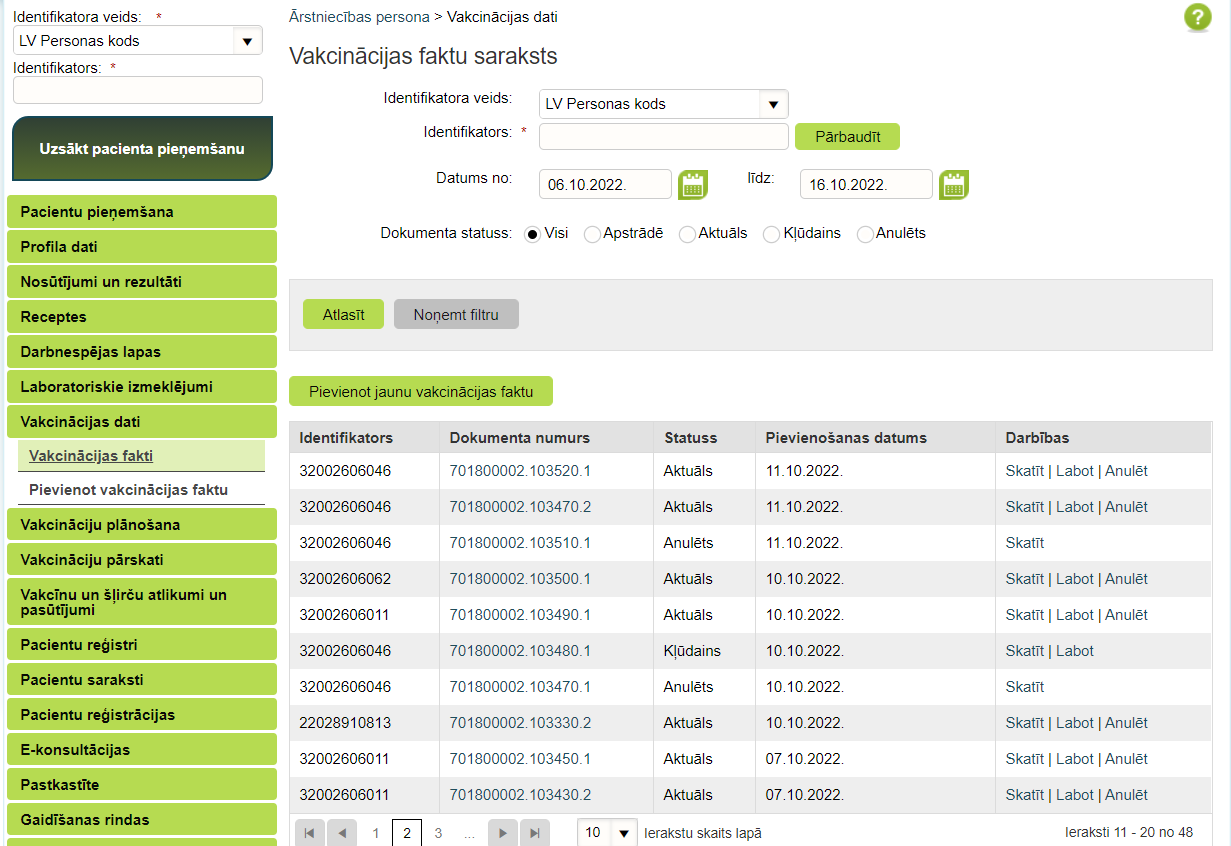 Identifikatora veids: *
LV Personas kods
Identifikators: *
Uzsākt pacienta pieņemšanu
Pacientu pieņemšana
Profila dati
Nosūtījumi un rezultāti
Receptes
Darbnespējas lapas
Laboratoriskie izmeklējumi
Vakcinācijas dati
Vakcinācijas fakti
Pievienot vakcinācijas faktu
Vakcināciju plānošana
Vakcināciju pārskati
Vakcīnu un šļirču atlikumi un
pasūtījumi
Pacientu reģistri
Pacientu saraksti
Pacientu reģistrācijas
E-konsultācijas
Pastkastīte
Gaidīšanas rindas
Ārstniecības persona > Vakcinācijas dati
?
Vakcinācijas faktu saraksts
Identifikatora veids: LV Personas kods
Identifikators: * Pārbaudīt
Datums no: 06.10.2022. līdz: 16.10.2022.
Dokumenta statuss: Visi Apstrādē Aktuāls Kļūdains Anulēts
Atlasīt Noņemt filtru
Pievienot jaunu vakcinācijas faktu
Identifikators Dokumenta numurs Statuss Pievienošanas datums Darbības
32002606046 701800002.103520.1 Aktuāls 11.10.2022. Skatīt | Labot | Anulēt
32002606046 701800002.103470.2 Aktuāls 11.10.2022. Skatīt | Labot | Anulēt
32002606046 701800002.103510.1 Anulēts 11.10.2022. Skatīt
32002606062 701800002.103500.1 Aktuāls 10.10.2022. Skatīt | Labot | Anulēt
32002606011 701800002.103490.1 Aktuāls 10.10.2022. Skatīt | Labot | Anulēt
32002606046 701800002.103480.1 Kļūdains 10.10.2022. Skatīt | Labot
32002606046 701800002.103470.1 Anulēts 10.10.2022. Skatīt
22028910813 701800002.103330.2 Aktuāls 10.10.2022. Skatīt | Labot | Anulēt
32002606011 701800002.103450.1 Aktuāls 07.10.2022. Skatīt | Labot | Anulēt
32002606011 701800002.103430.2 Aktuāls 07.10.2022. Skatīt | Labot | Anulēt
1 2 3 ... 10 Ierakstu skaits lapā Ieraksti 11 - 20 no 48